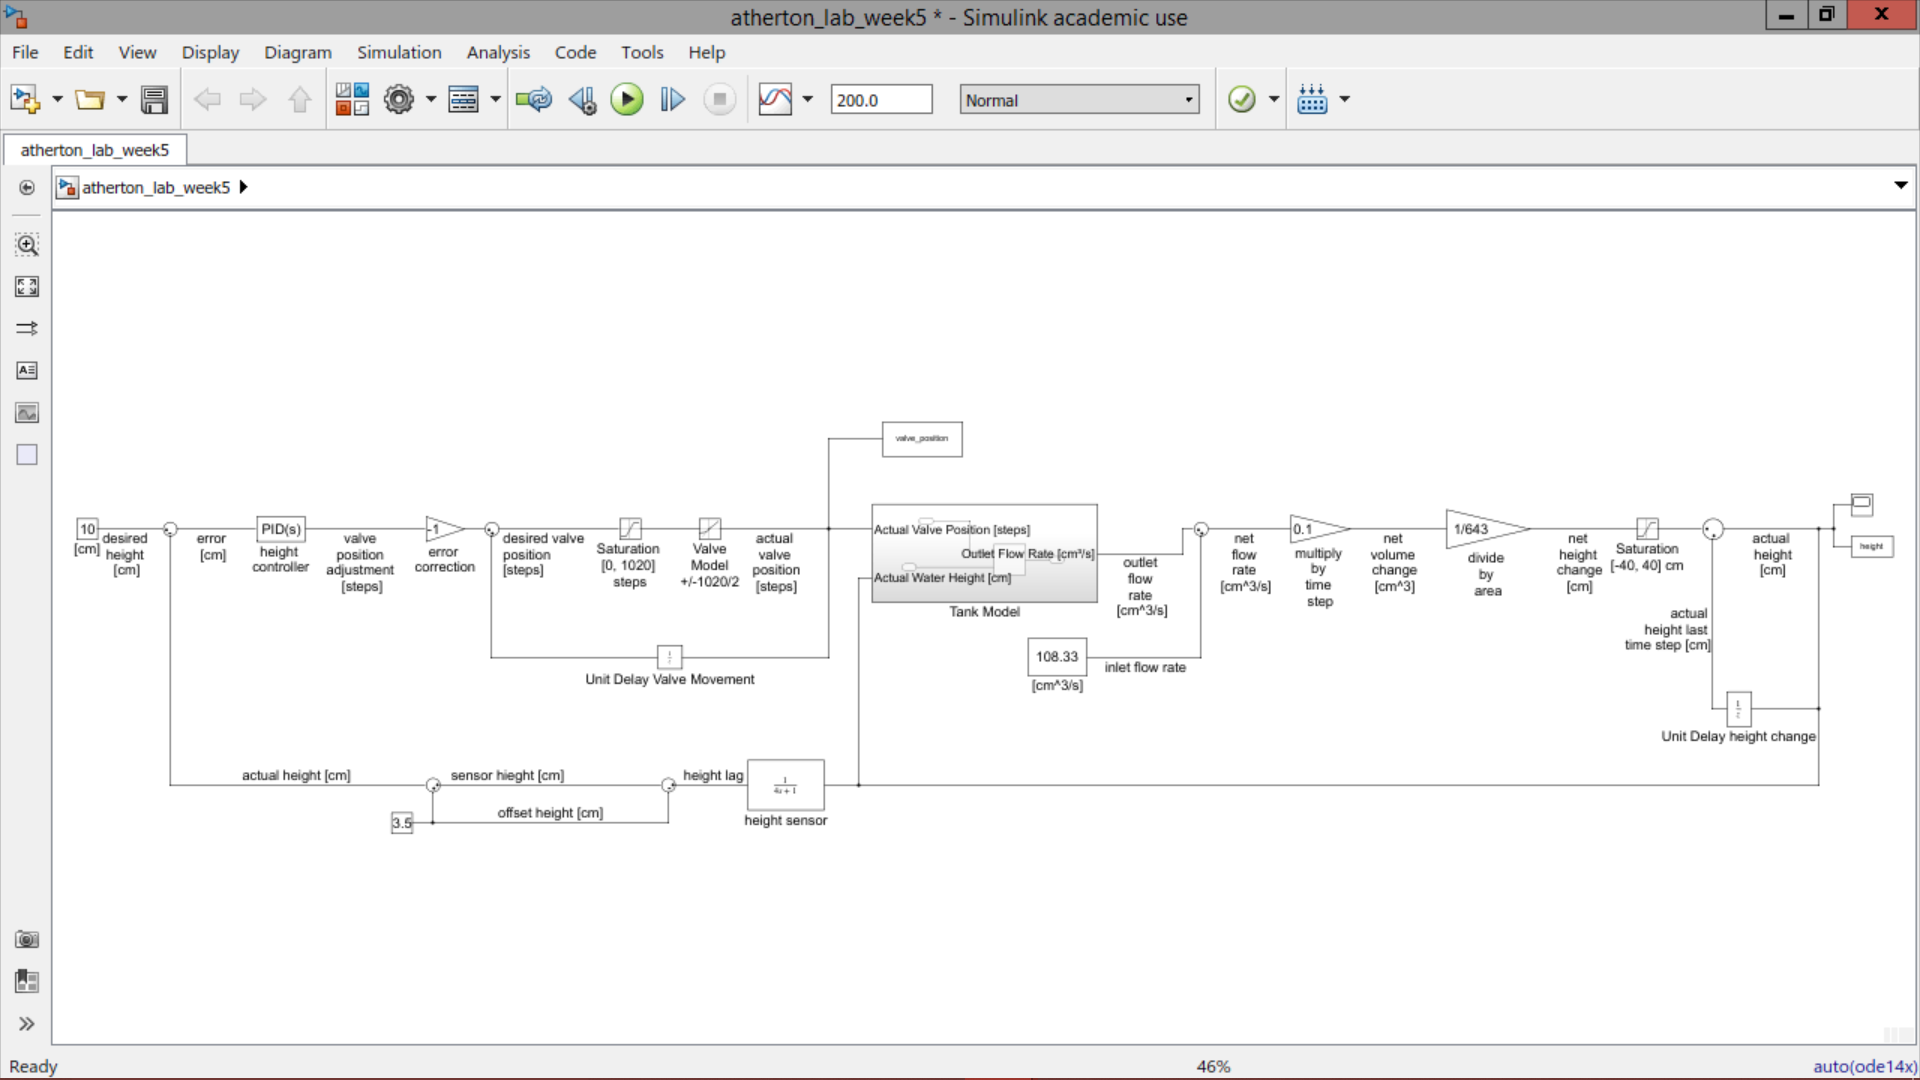 atherton_lab_week5 * - Simulink academic use
File Edit View Display Diagram Simulation Analysis Code Tools Help
200.0
Normal
atherton_lab_week5
atherton_lab_week5
valve_position
10
[cm]
desired
height
[cm]
error
[cm]
PID(s)
height
controller
valve
position
adjustment
[steps]
-1
error
correction
desired valve
position
[steps]
Saturation
[0, 1020]
steps
Valve
Model
+/-1020/2
actual
valve
position
[steps]
Actual Valve Position [steps]
Outlet Flow Rate [cm³/s]
Actual Water Height [cm]
Tank Model
outlet
flow
rate
[cm^3/s]
net
flow
rate
[cm^3/s]
0.1
multiply
by
time
step
net
volume
change
[cm^3]
1/643
divide
by
area
net
height
change
[cm]
Saturation
[-40, 40] cm
actual
height
[cm]
height
actual
height last
time step [cm]
1
z
Unit Delay Valve Movement
108.33
[cm^3/s]
inlet flow rate
1
z
Unit Delay height change
actual height [cm]
sensor hieght [cm]
height lag
1
4s+1
height sensor
3.5
offset height [cm]
Ready
46%
auto(ode14x)